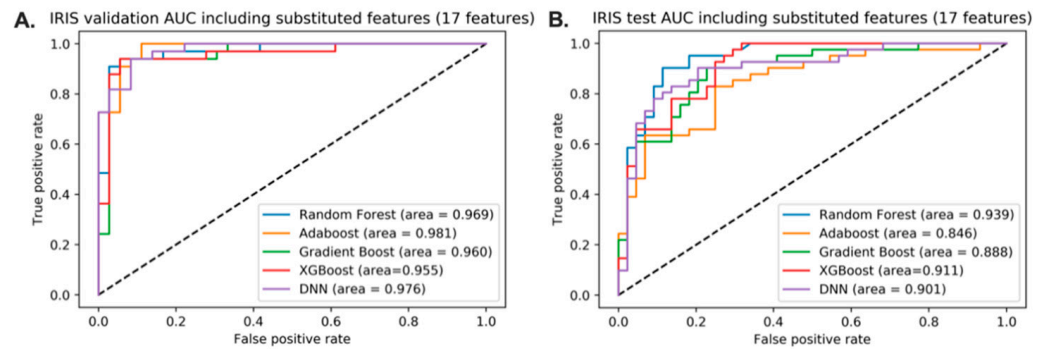 A. IRIS validation AUC including substituted features (17 features)
1.0
0.8
0.6
0.4
0.2
0.0
True positive rate
Random Forest (area = 0.969)
Adaboost (area = 0.981)
Gradient Boost (area = 0.960)
XGBoost (area=0.955)
DNN (area = 0.976)
0.0 0.2 0.4 0.6 0.8 1.0
False positive rate
B. IRIS test AUC including substituted features (17 features)
1.0
0.8
0.6
0.4
0.2
0.0
True positive rate
Random Forest (area = 0.939)
Adaboost (area = 0.846)
Gradient Boost (area = 0.888)
XGBoost (area=0.911)
DNN (area = 0.901)
0.0 0.2 0.4 0.6 0.8 1.0
False positive rate